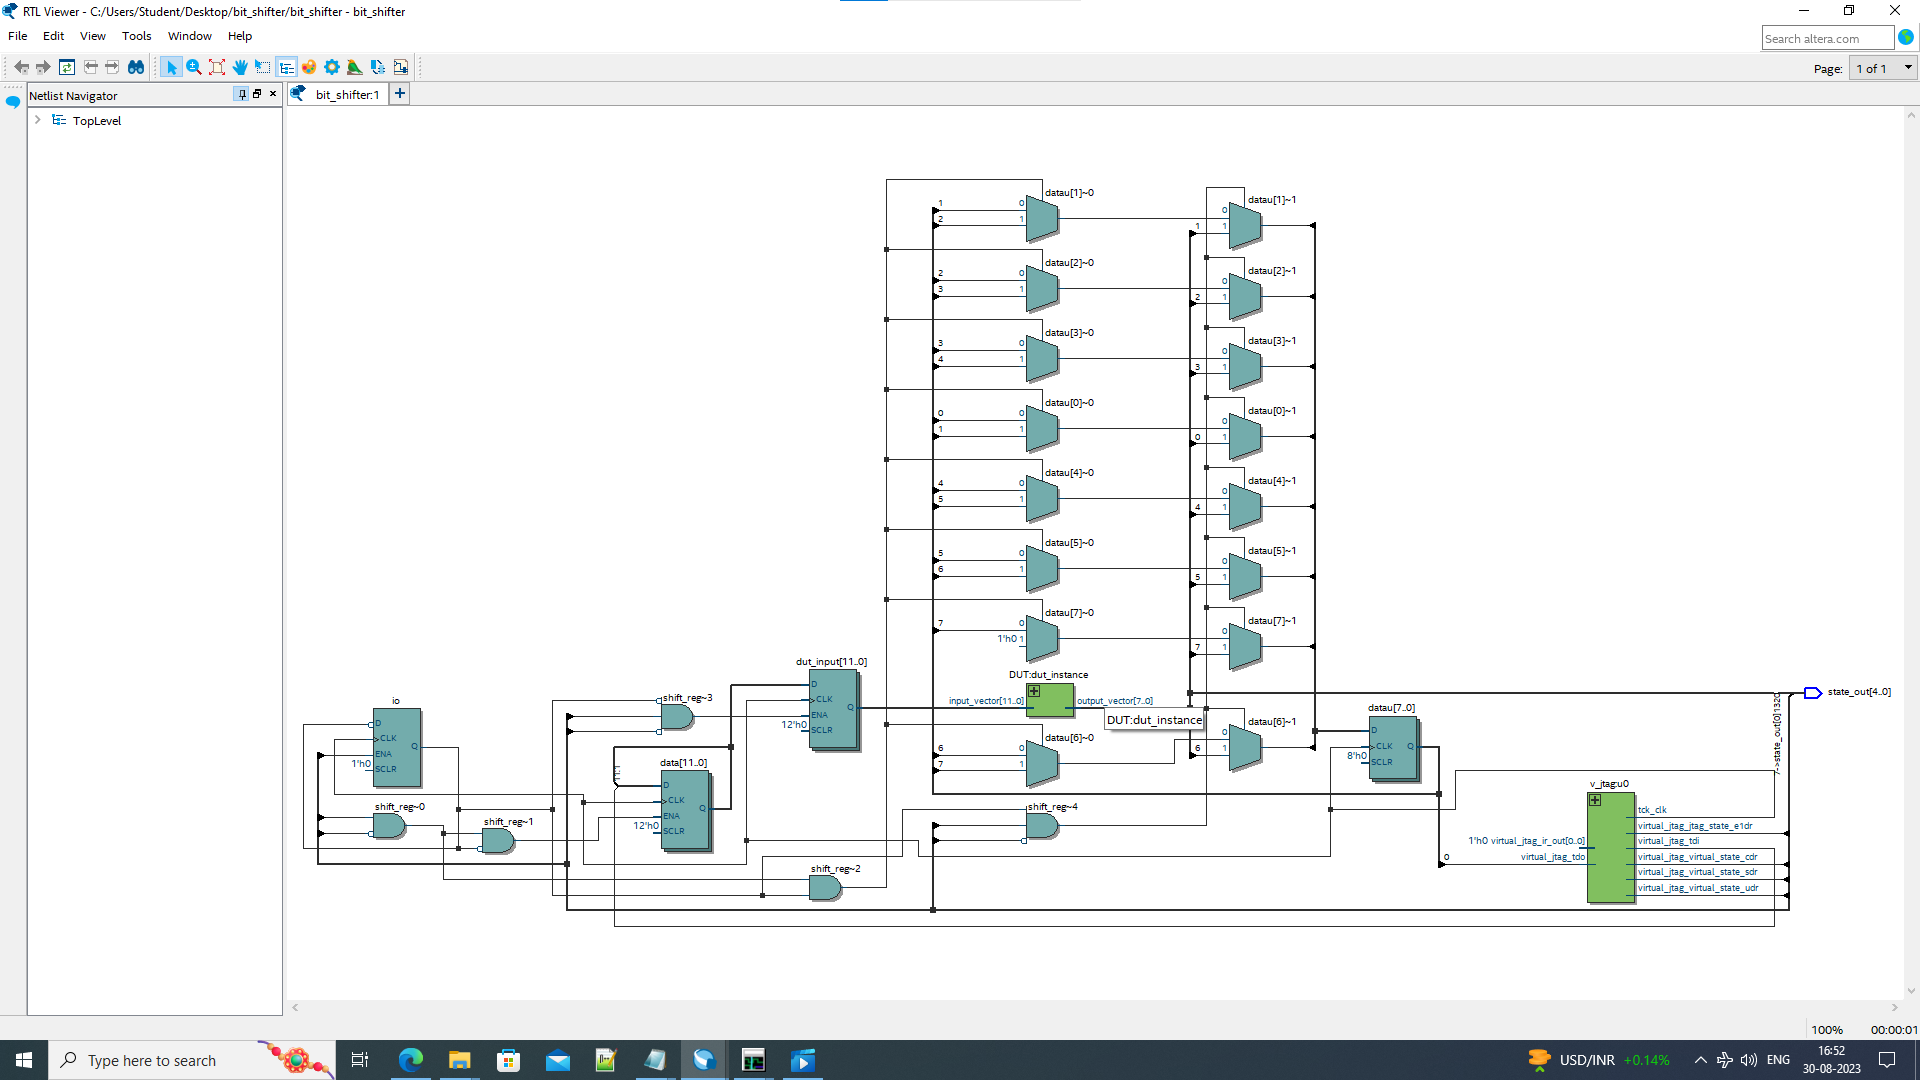 RTL Viewer - C:/Users/Student/Desktop/bit_shifter/bit_shifter - bit_shifter
File Edit View Tools Window Help
Search altera.com
Page: 1 of 1
Netlist Navigator
bit_shifter:1
TopLevel
datau[1]~0
datau[1]~1
1 0
2 1
0
1 1
datau[2]~0
datau[2]~1
2 0
3 1
0
2 1
datau[3]~0
datau[3]~1
3 0
4 1
0
3 1
datau[0]~0
datau[0]~1
0 0
1 1
0
0 1
datau[4]~0
datau[4]~1
4 0
5 1
0
4 1
datau[5]~0
datau[5]~1
5 0
6 1
0
5 1
datau[7]~0
datau[7]~1
7 0
1'h0 1
0
7 1
DUT:dut_instance
input_vector[11..0] output_vector[7..0]
DUT:dut_instance
datau[6]~0
datau[6]~1
6 0
7 1
0
6 1
dut_input[11..0]
D
CLK
ENA
SCLR
Q
12'h0
shift_reg~3
io
D
CLK
ENA
SCLR
Q
1'h0
data[11..0]
D
CLK
ENA
SCLR
Q
12'h0
11:1
shift_reg~0
shift_reg~1
shift_reg~2
shift_reg~4
datau[7..0]
D
CLK
SCLR
Q
8'h0
state_out[4..0]
/->state_out[0]1320
v_jtag:u0
tck_clk
virtual_jtag_jtag_state_e1dr
1'h0 virtual_jtag_ir_out[0..0] virtual_jtag_tdi
0 virtual_jtag_tdo virtual_jtag_virtual_state_cdr
virtual_jtag_virtual_state_sdr
virtual_jtag_virtual_state_udr
100% 00:00:01
Type here to search
USD/INR +0.14%
ENG
16:52
30-08-2023